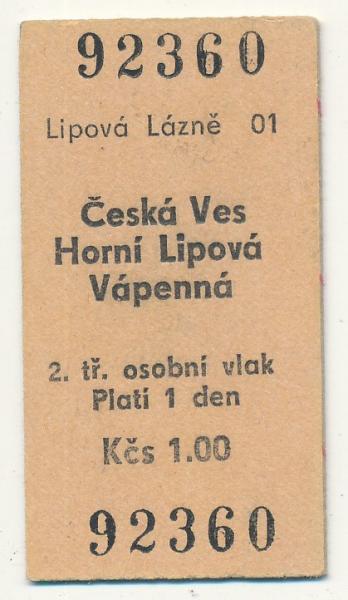 92360
Lipová Lázně 01
Česká Ves
Horní Lipová
Vápenná
2. tř. osobní vlak
Platí 1 den
Kčs 1.00
92360